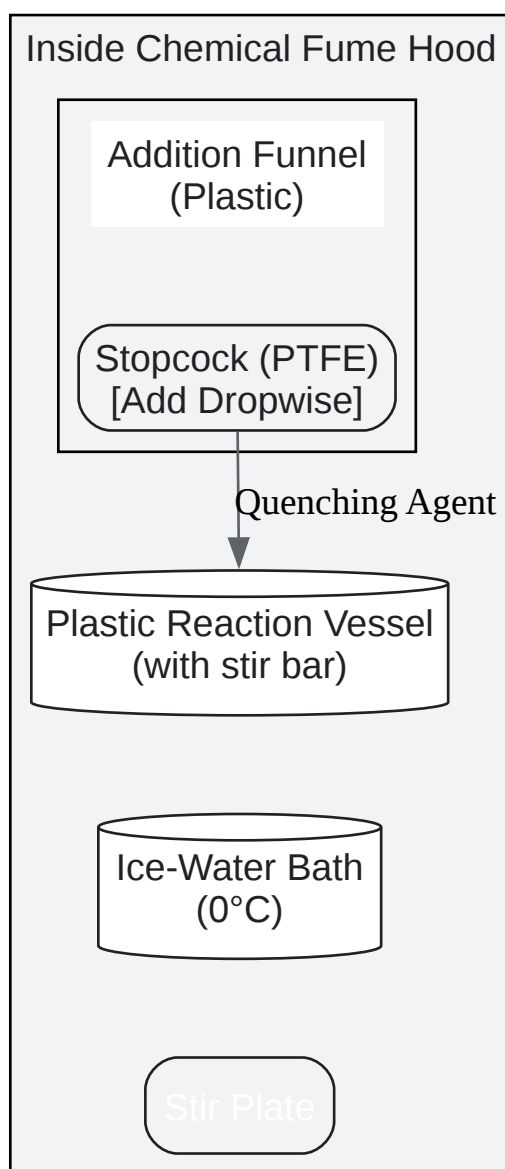 Inside Chemical Fume Hood
Addition Funnel
(Plastic)
Stopcock (PTFE)
[Add Dropwise]
Quenching Agent
Plastic Reaction Vessel
(with stir bar)
Ice-Water Bath
(0°C)
Stir Plate